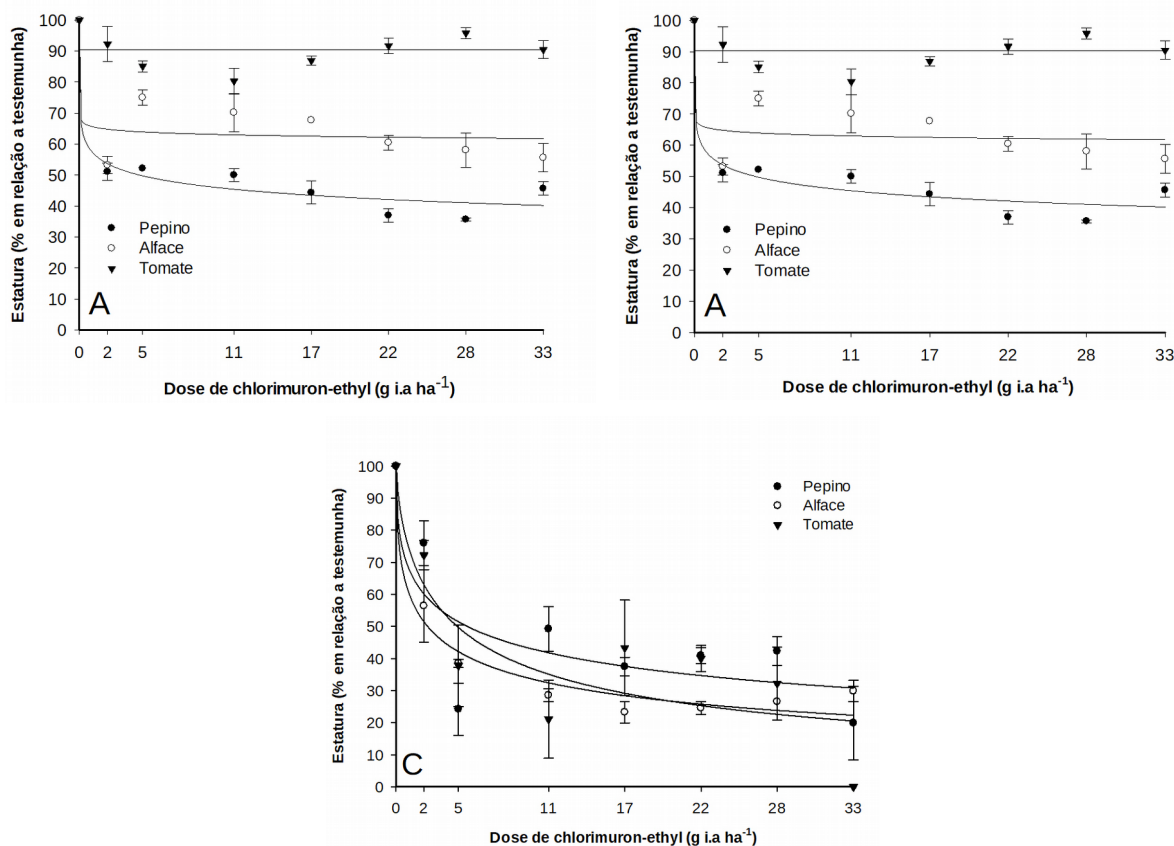 Estatura (% em relação a testemunha)
100
90
80
70
60
50
40
30
20
10
0
Pepino
Alface
Tomate
A
0 2 5 11 17 22 28 33
Dose de chlorimuron-ethyl (g i.a ha-1)
Estatura (% em relação a testemunha)
100
90
80
70
60
50
40
30
20
10
0
Pepino
Alface
Tomate
A
0 2 5 11 17 22 28 33
Dose de chlorimuron-ethyl (g i.a ha-1)
Estatura (% em relação a testemunha)
100
90
80
70
60
50
40
30
20
10
0
Pepino
Alface
Tomate
C
0 2 5 11 17 22 28 33
Dose de chlorimuron-ethyl (g i.a ha-1)